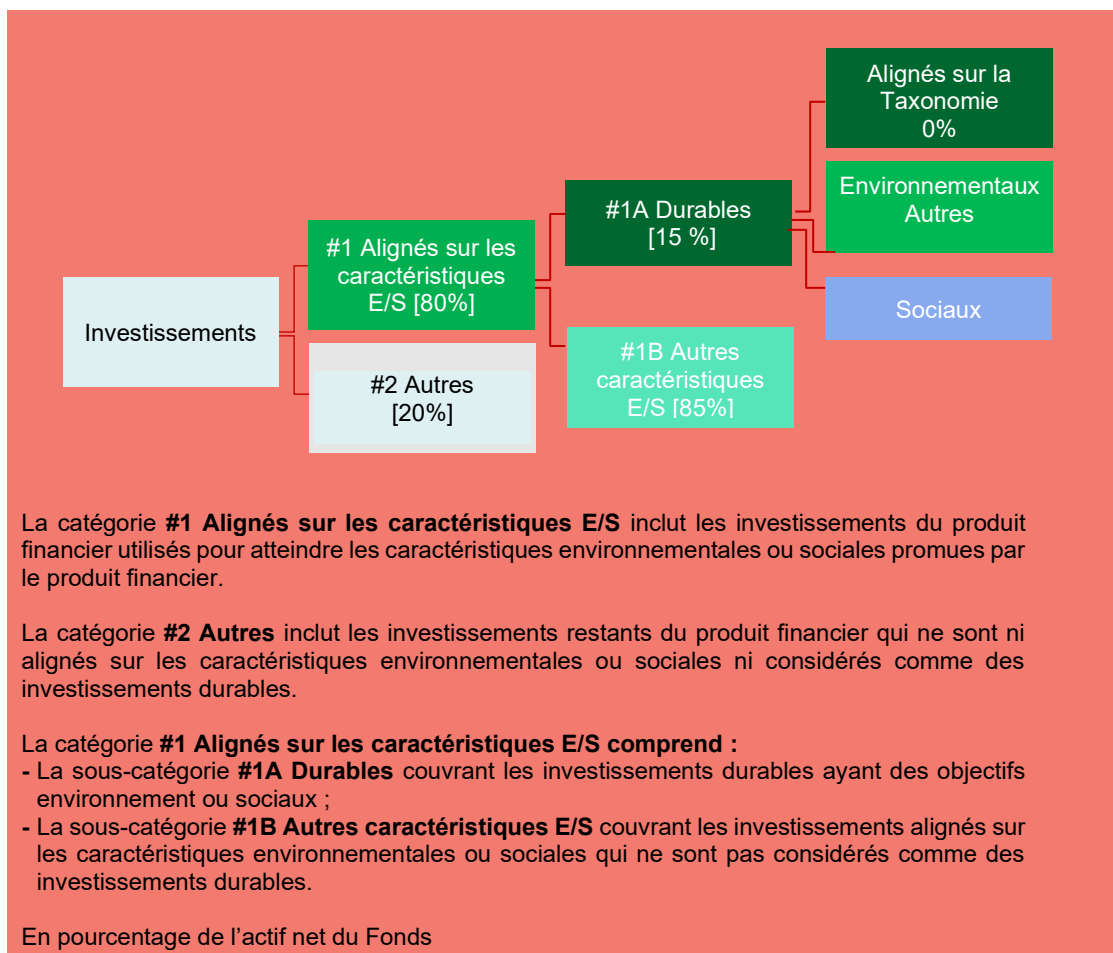 Investissements
#1 Alignés sur les
caractéristiques
E/S [80%]
#2 Autres
[20%]
#1A Durables
[15 %]
#1B Autres
caractéristiques
E/S [85%]
Alignés sur la
Taxonomie
0%
Environnementaux
Autres
Sociaux
La catégorie #1 Alignés sur les caractéristiques E/S inclut les investissements du produit
financier utilisés pour atteindre les caractéristiques environnementales ou sociales promues par
le produit financier.
La catégorie #2 Autres inclut les investissements restants du produit financier qui ne sont ni
alignés sur les caractéristiques environnementales ou sociales ni considérés comme des
investissements durables.
La catégorie #1 Alignés sur les caractéristiques E/S comprend :
- La sous-catégorie #1A Durables couvrant les investissements durables ayant des objectifs
environnement ou sociaux ;
- La sous-catégorie #1B Autres caractéristiques E/S couvrant les investissements alignés sur
les caractéristiques environnementales ou sociales qui ne sont pas considérés comme des
investissements durables.
En pourcentage de l’actif net du Fonds